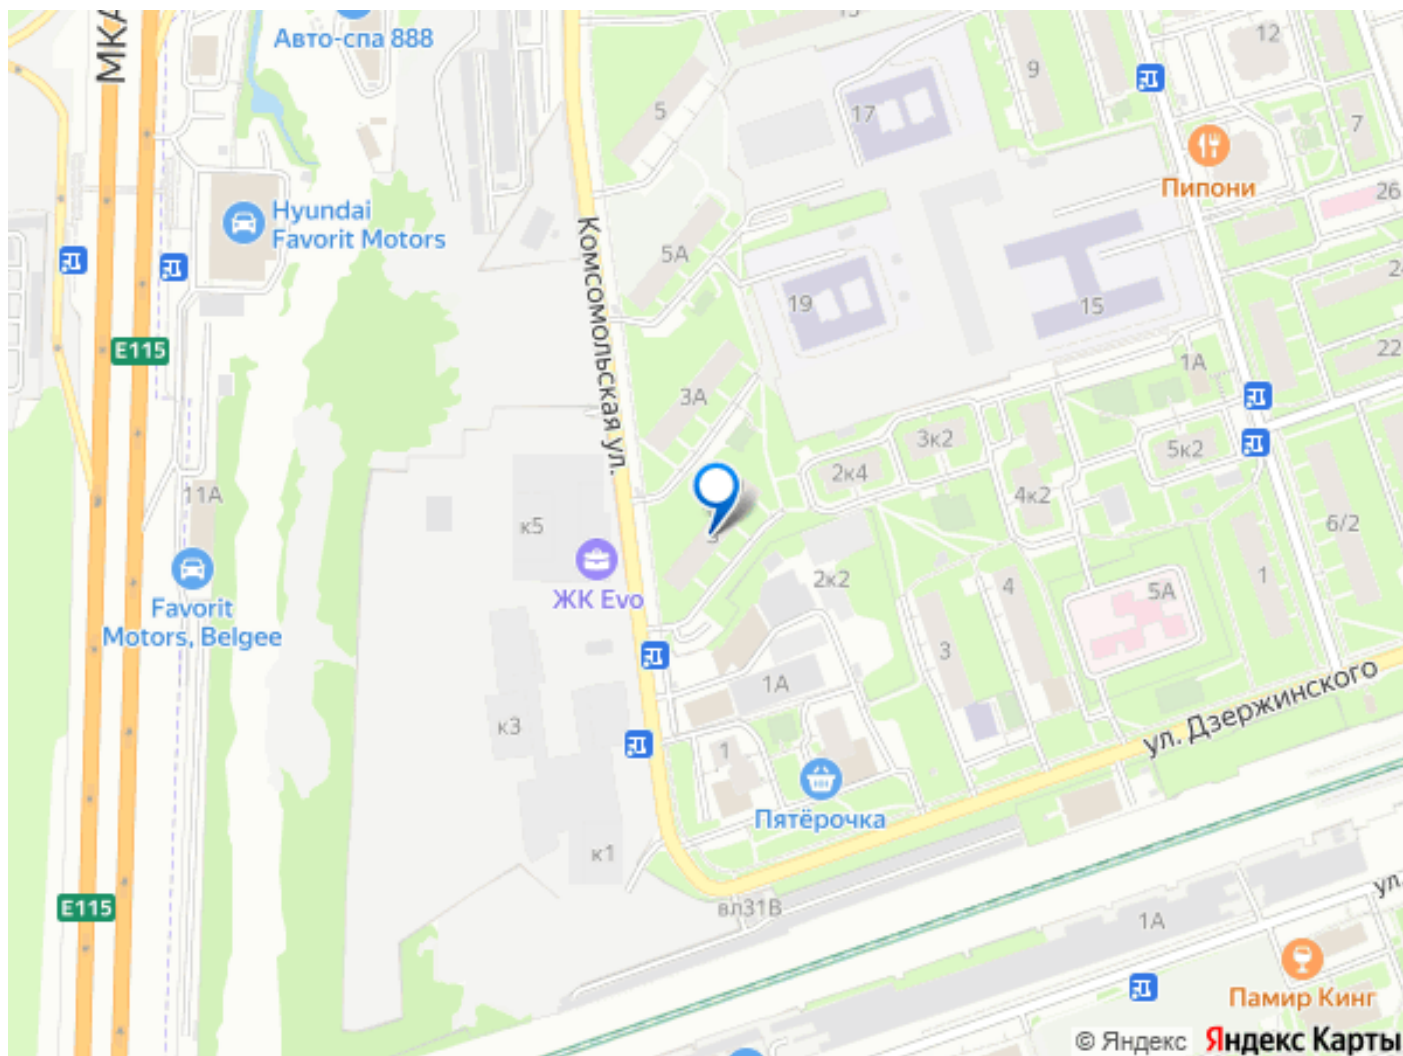 МКА
Авто-спа 888
12
9
5
17
7
Пипони
26
Hyundai
Favorit Motors
5А
Комсомольская ул.
19
15
2
E115
22
1А
3А
3к2
5к2
2к4
4к2
11А
к5
6/2
3
2к2
1
4
5А
ЖК Evo
Favorit
Motors, Belgee
3
1А
к3
1
ул. Дзержинского
Пятёрочка
к1
E115
вл31В
1А
ул.
Памир Кинг
© Яндекс Яндекс Карты